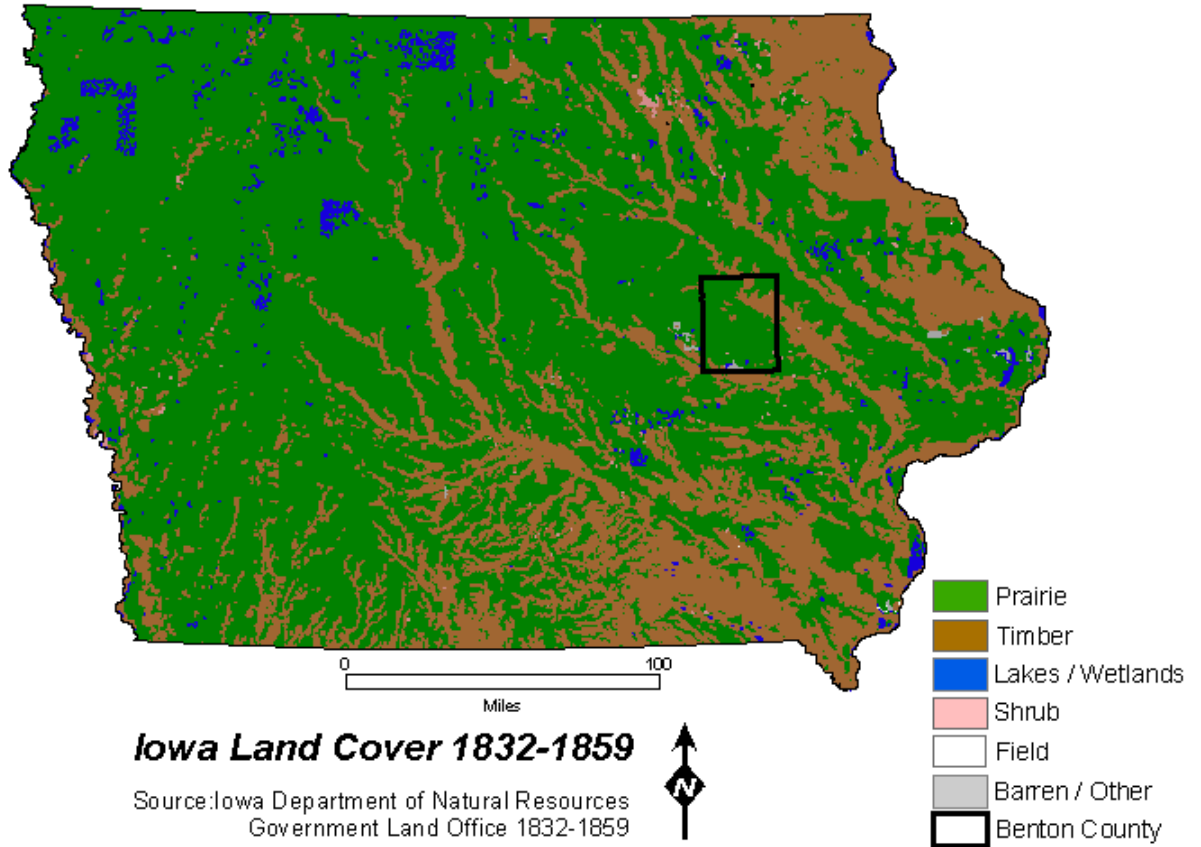 0 100
Miles
Iowa Land Cover 1832-1859
Source:Iowa Department of Natural Resources
Government Land Office 1832-1859
N
Prairie
Timber
Lakes / Wetlands
Shrub
Field
Barren / Other
Benton County